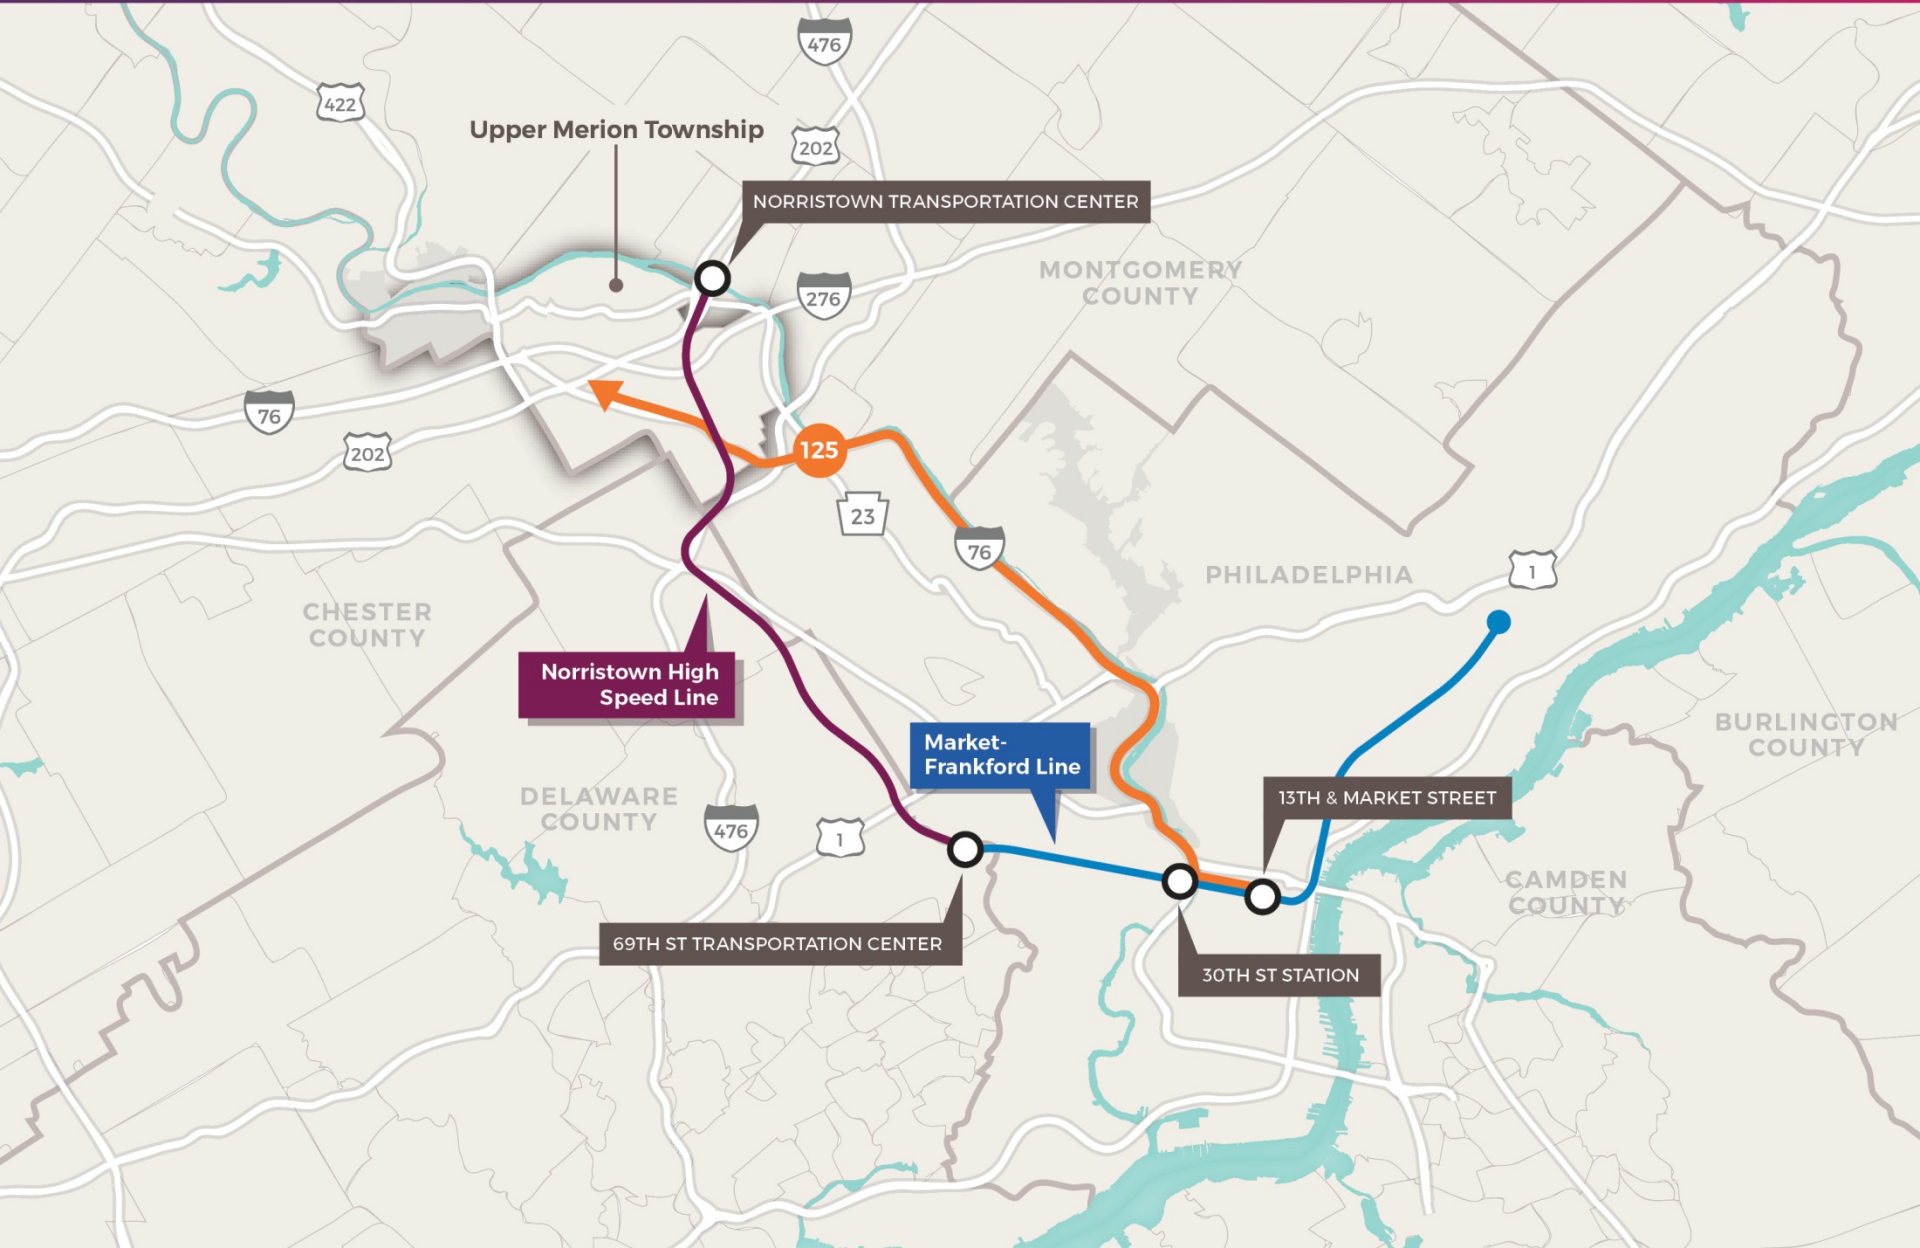 476
422
Upper Merion Township
202
NORRISTOWN TRANSPORTATION CENTER
MONTGOMERY
COUNTY
276
76
202
125
23
76
PHILADELPHIA
1
CHESTER
COUNTY
Norristown High
Speed Line
Market-
Frankford Line
BURLINGTON
COUNTY
DELAWARE
COUNTY
476
1
13TH & MARKET STREET
CAMDEN
COUNTY
69TH ST TRANSPORTATION CENTER
30TH ST STATION